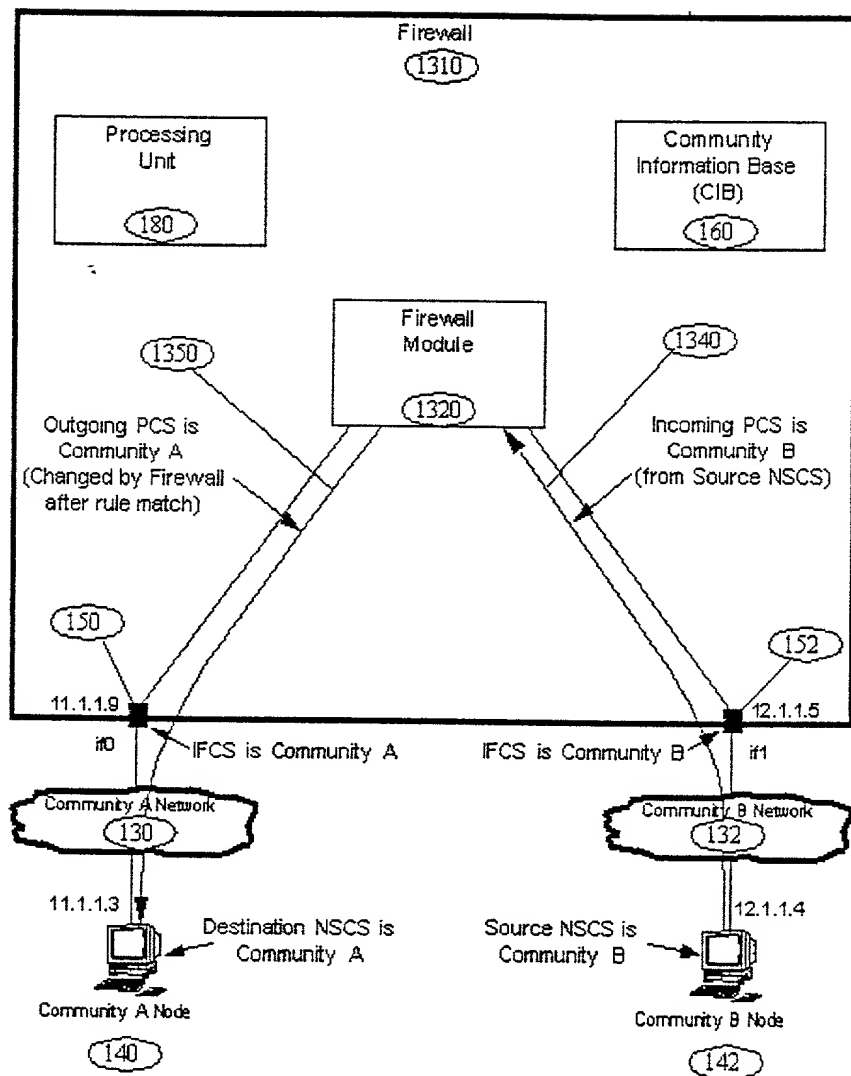 Firewall
1310
Processing
Unit
180
Community
Information Base
(CIB)
160
Firewall
Module
1320
1350
1340
Outgoing PCS is
Community A
(Changed by Firewall
after rule match)
Incoming PCS is
Community B
(from Source NSCS)
150
152
11.1.1.9
12.1.1.5
if0
IFCS is Community A
IFCS is Community B
if1
Community A Network
130
Community B Network
132
11.1.1.3
12.1.1.4
Destination NSCS is
Community A
Source NSCS is
Community B
Community A Node
140
Community B Node
142